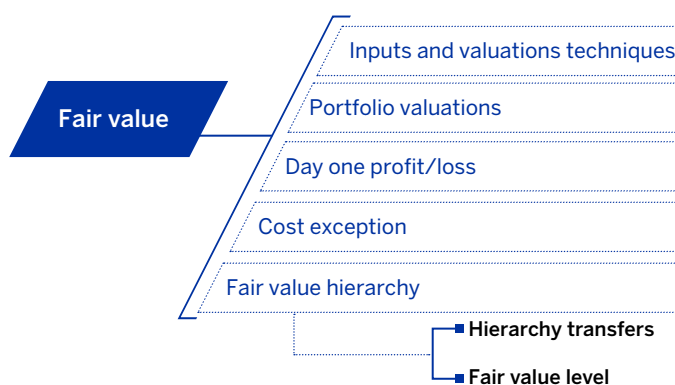 Fair value
Inputs and valuations techniques
Portfolio valuations
Day one profit/loss
Cost exception
Fair value hierarchy
Hierarchy transfers
Fair value level